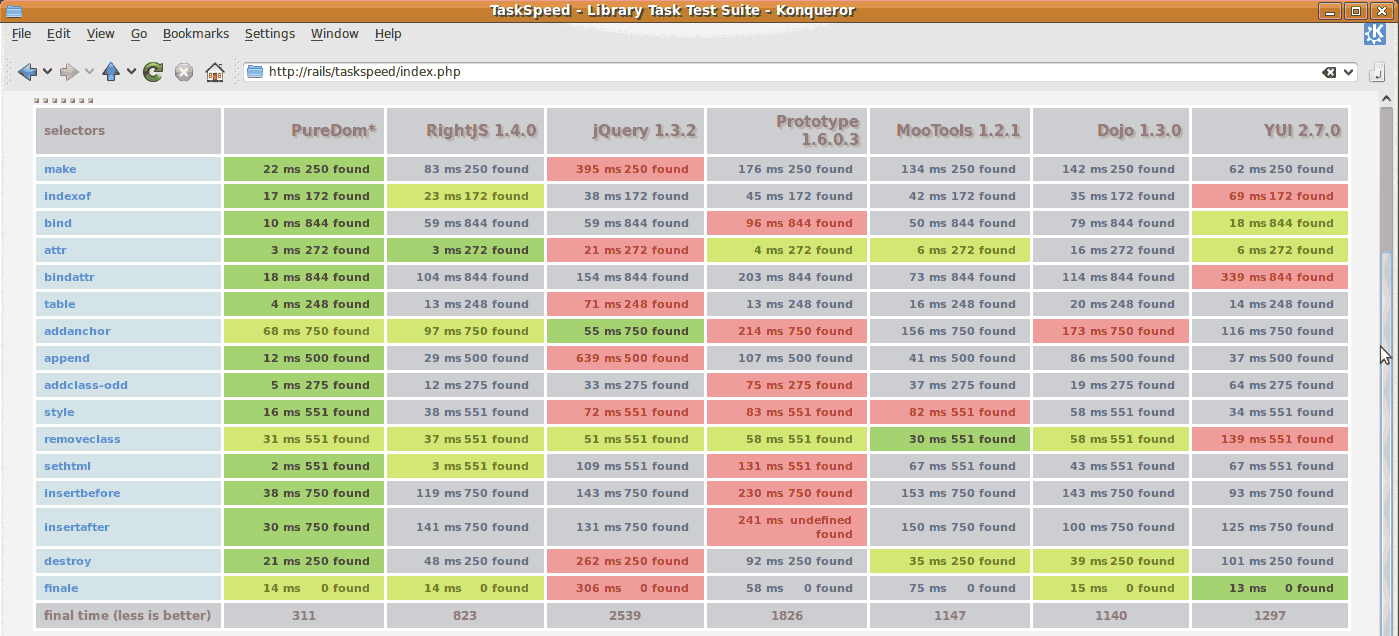 TaskSpeed - Library Task Test Suite - Konqueror
File Edit View Go Bookmarks Settings Window Help
http://rails/taskspeed/index.php
selectors PureDom* RightJS 1.4.0 jQuery 1.3.2 Prototype 1.6.0.3 MooTools 1.2.1 Dojo 1.3.0 YUI 2.7.0
make 22 ms 250 found 83 ms 250 found 395 ms 250 found 176 ms 250 found 134 ms 250 found 142 ms 250 found 62 ms 250 found
indexof 17 ms 172 found 23 ms 172 found 38 ms 172 found 45 ms 172 found 42 ms 172 found 35 ms 172 found 69 ms 172 found
bind 10 ms 844 found 59 ms 844 found 59 ms 844 found 96 ms 844 found 50 ms 844 found 79 ms 844 found 18 ms 844 found
attr 3 ms 272 found 3 ms 272 found 21 ms 272 found 4 ms 272 found 6 ms 272 found 16 ms 272 found 6 ms 272 found
bindattr 18 ms 844 found 104 ms 844 found 154 ms 844 found 203 ms 844 found 73 ms 844 found 114 ms 844 found 339 ms 844 found
table 4 ms 248 found 13 ms 248 found 71 ms 248 found 13 ms 248 found 16 ms 248 found 20 ms 248 found 14 ms 248 found
addanchor 68 ms 750 found 97 ms 750 found 55 ms 750 found 214 ms 750 found 156 ms 750 found 173 ms 750 found 116 ms 750 found
append 12 ms 500 found 29 ms 500 found 639 ms 500 found 107 ms 500 found 41 ms 500 found 86 ms 500 found 37 ms 500 found
addclass-odd 5 ms 275 found 12 ms 275 found 33 ms 275 found 75 ms 275 found 37 ms 275 found 19 ms 275 found 64 ms 275 found
style 16 ms 551 found 38 ms 551 found 72 ms 551 found 83 ms 551 found 82 ms 551 found 58 ms 551 found 34 ms 551 found
removeclass 31 ms 551 found 37 ms 551 found 51 ms 551 found 58 ms 551 found 30 ms 551 found 58 ms 551 found 139 ms 551 found
sethtml 2 ms 551 found 3 ms 551 found 109 ms 551 found 131 ms 551 found 67 ms 551 found 43 ms 551 found 67 ms 551 found
insertbefore 38 ms 750 found 119 ms 750 found 143 ms 750 found 230 ms 750 found 153 ms 750 found 143 ms 750 found 93 ms 750 found
insertafter 30 ms 750 found 141 ms 750 found 131 ms 750 found 241 ms undefined found 150 ms 750 found 100 ms 750 found 125 ms 750 found
destroy 21 ms 250 found 48 ms 250 found 262 ms 250 found 92 ms 250 found 35 ms 250 found 39 ms 250 found 101 ms 250 found
finale 14 ms 0 found 14 ms 0 found 306 ms 0 found 58 ms 0 found 75 ms 0 found 15 ms 0 found 13 ms 0 found
final time (less is better) 311 823 2539 1826 1147 1140 1297